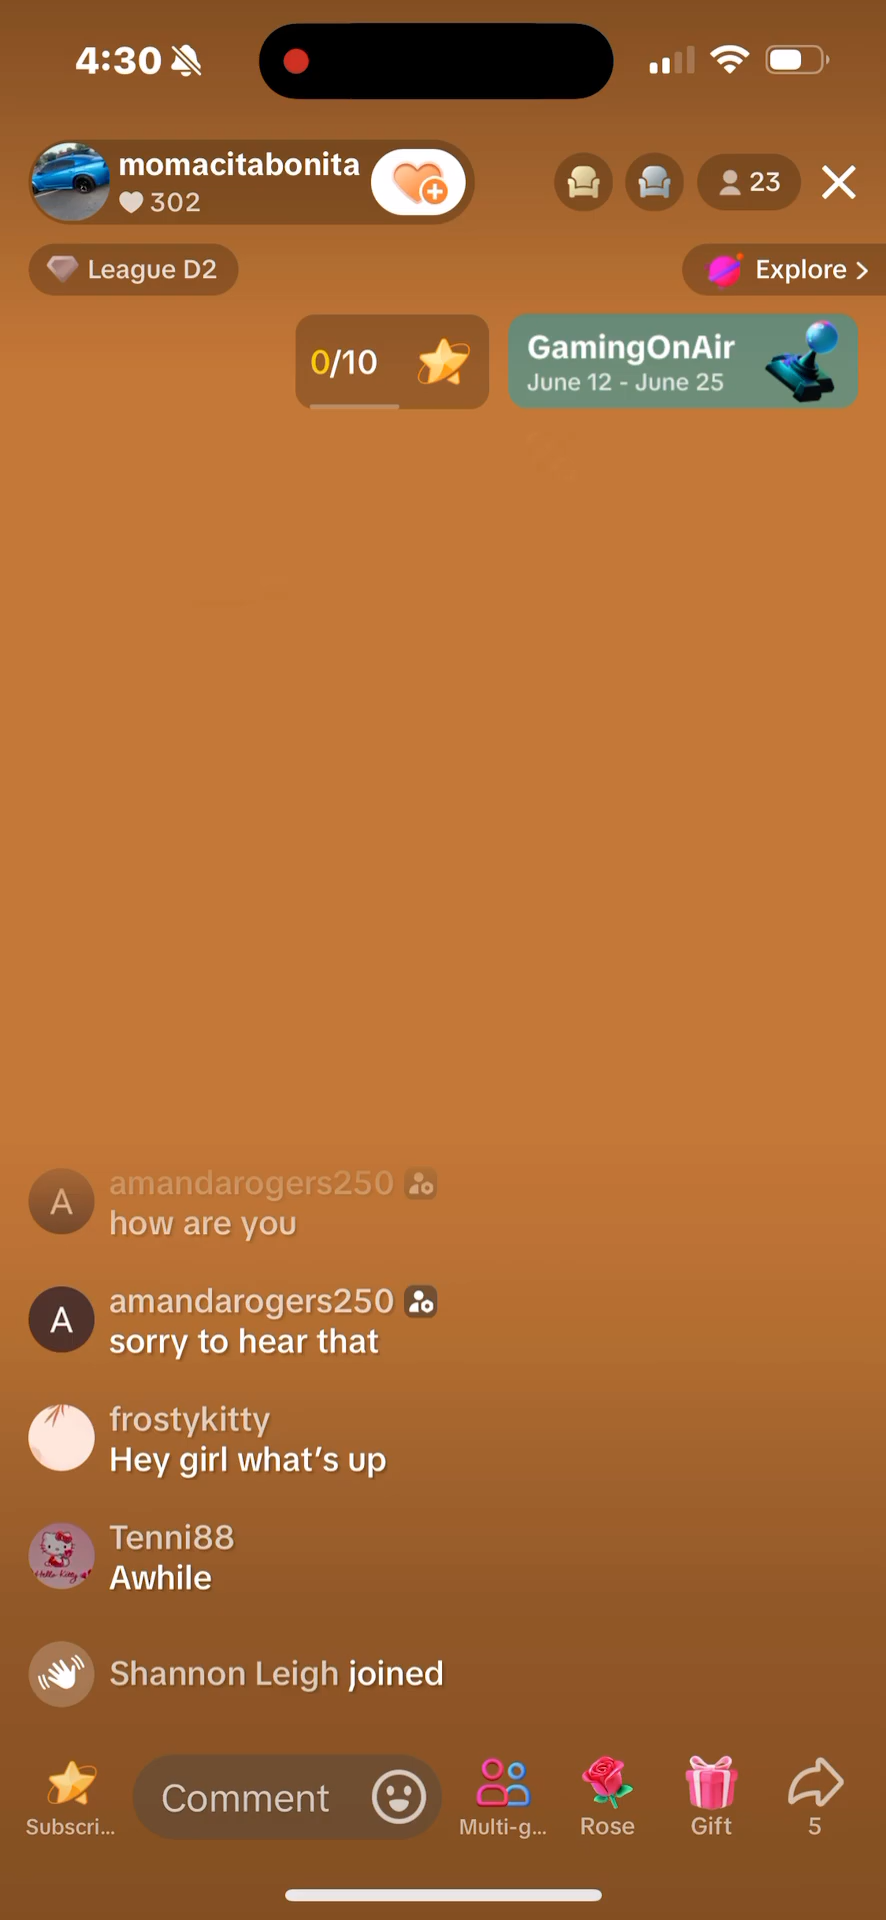 4:30
momacitabonita
302
23
League D2
Explore >
0/10
GamingOnAir
June 12 - June 25
amandarogers250
A
how are you
amandarogers250
A
sorry to hear that
frostykitty
Hey girl what’s up
Tenni88
Hello Kitty
Awhile
Shannon Leigh joined
Comment
Subscri...
Multi-g...
Rose
Gift
5